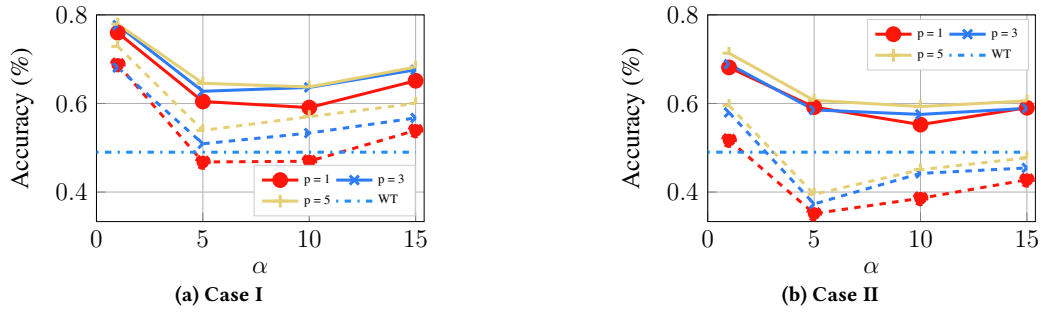 Accuracy (%)
0.8
0.6
0.4
p = 1
p = 3
p = 5
WT
0
5
10
15
α
(a) Case I
Accuracy (%)
0.8
0.6
0.4
p = 1
p = 3
p = 5
WT
0
5
10
15
α
(b) Case II